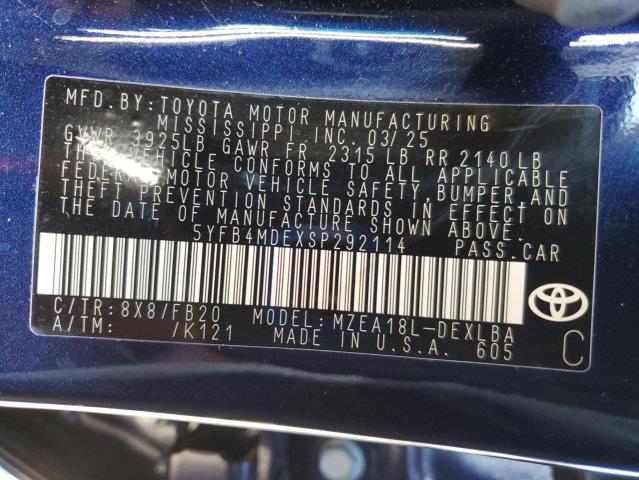 MFD.BY:TOYOTA MOTOR MANUFACTURING
MISSISSIPPI INC. 03/25
GVWR 3925LB GAWR FR 2315 LB RR 2140LB
THIS VEHICLE CONFORMS TO ALL APPLICABLE
FEDERAL MOTOR VEHICLE SAFETY,BUMPER,AND
THEFT PREVENTION STANDARDS IN EFFECT ON
THE DATE OF MANUFACTURE SHOWN ABOVE.
5YFB4MDEXSP292114 PASS.CAR
C/TR:8X8/FB20 MODEL:MZEA18L-DEXLBA
A/TM: /K121 MADE IN U.S.A. 605
C